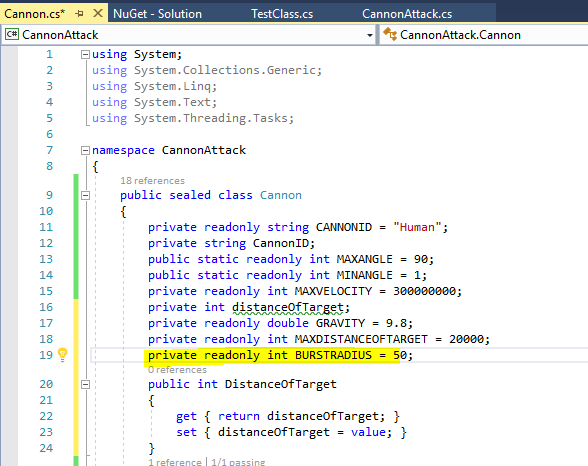 Cannon.cs* NuGet - Solution TestClass.cs CannonAttack.cs
C# CannonAttack CannonAttack.Cannon
1 using System;
2 using System.Collections.Generic;
3 using System.Linq;
4 using System.Text;
5 using System.Threading.Tasks;
6
7 namespace CannonAttack
8 {
18 references
9 public sealed class Cannon
10 {
11 private readonly string CANNONID = "Human";
12 private string CannonID;
13 public static readonly int MAXANGLE = 90;
14 public static readonly int MINANGLE = 1;
15 private readonly int MAXVELOCITY = 300000000;
16 private int distanceOfTarget;
17 private readonly double GRAVITY = 9.8;
18 private readonly int MAXDISTANCEOFTARGET = 20000;
19 private readonly int BURSTRADIUS = 50;
0 references
20 public int DistanceOfTarget
21 {
22 get { return distanceOfTarget; }
23 set { distanceOfTarget = value; }
24 }
1 reference | 1/1 passing